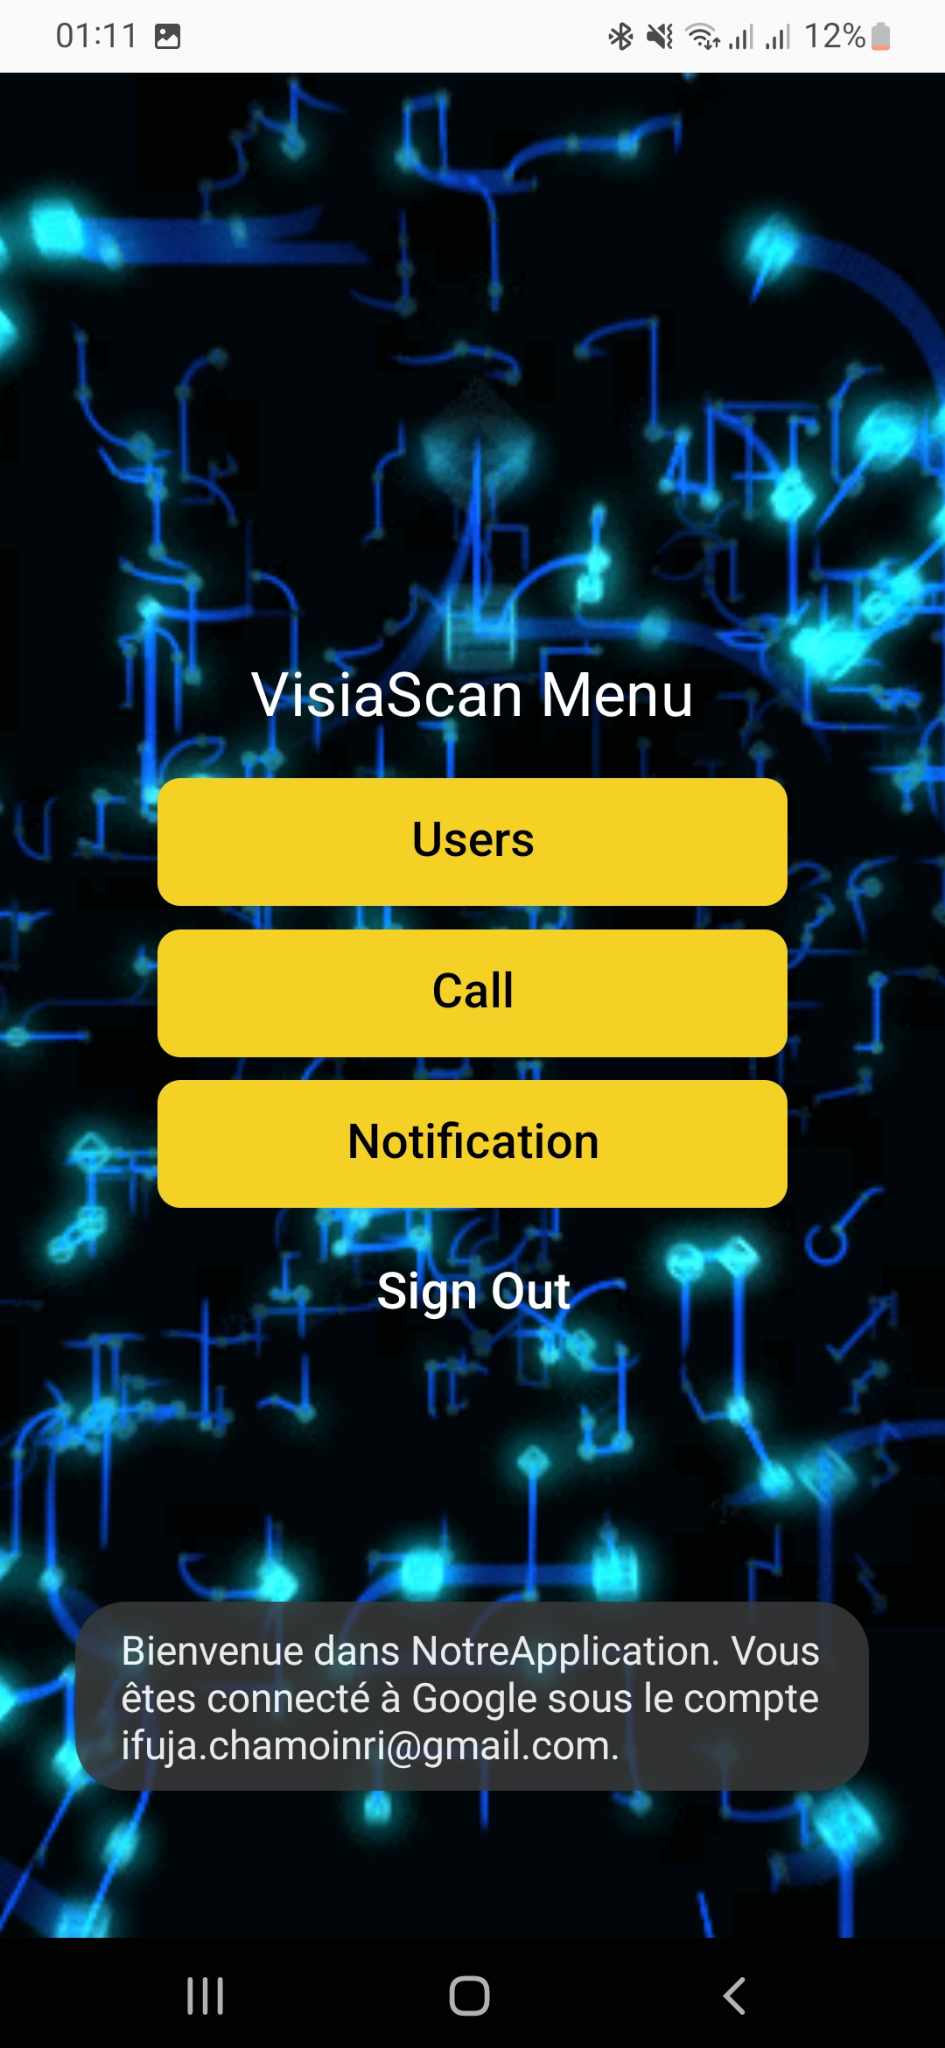 01:11 12%
VisiaScan Menu
Users
Call
Notification
Sign Out
Bienvenue dans NotreApplication. Vous
êtes connecté à Google sous le compte
ifuja.chamoinri@gmail.com.